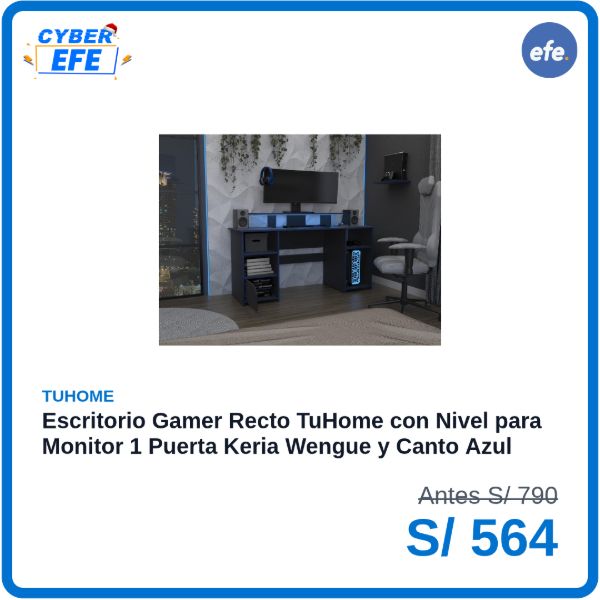 CYBER
EFE
efe.
TUHOME
Escritorio Gamer Recto TuHome con Nivel para
Monitor 1 Puerta Keria Wengue y Canto Azul
Antes S/ 790
S/ 564